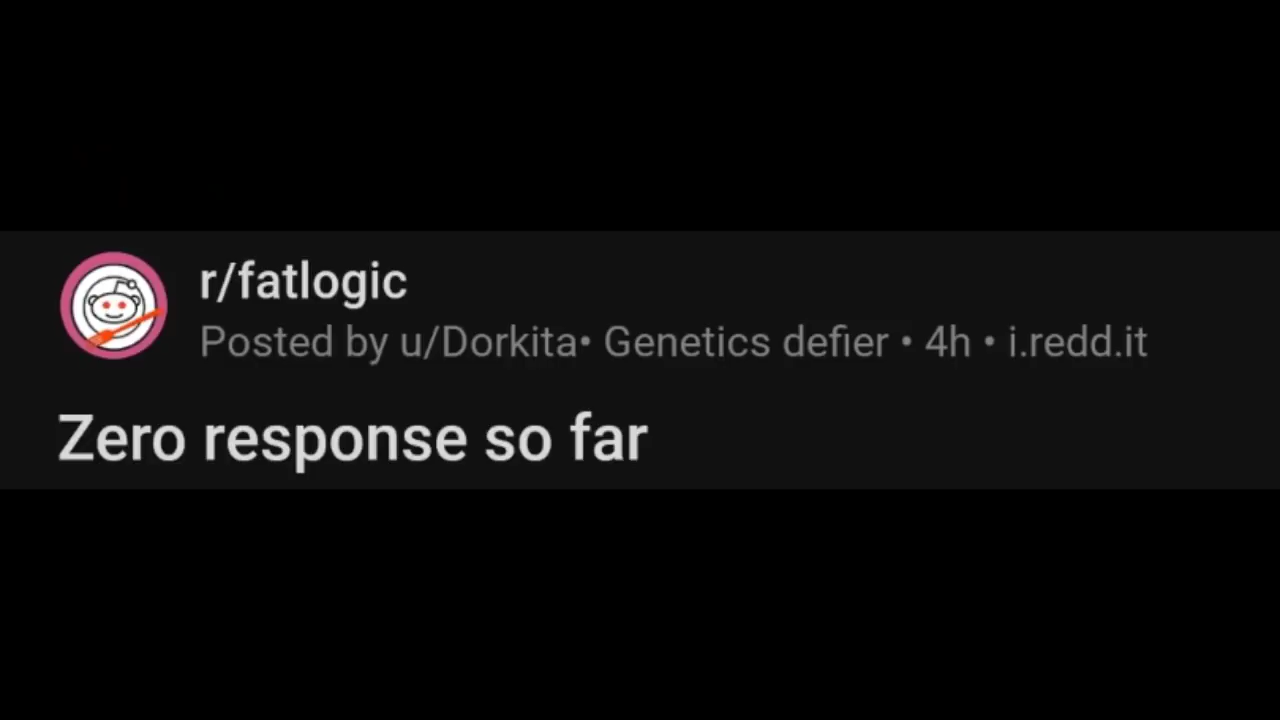 r/fatlogic
Posted by u/Dorkita• Genetics defier • 4h • i.redd.it
Zero response so far